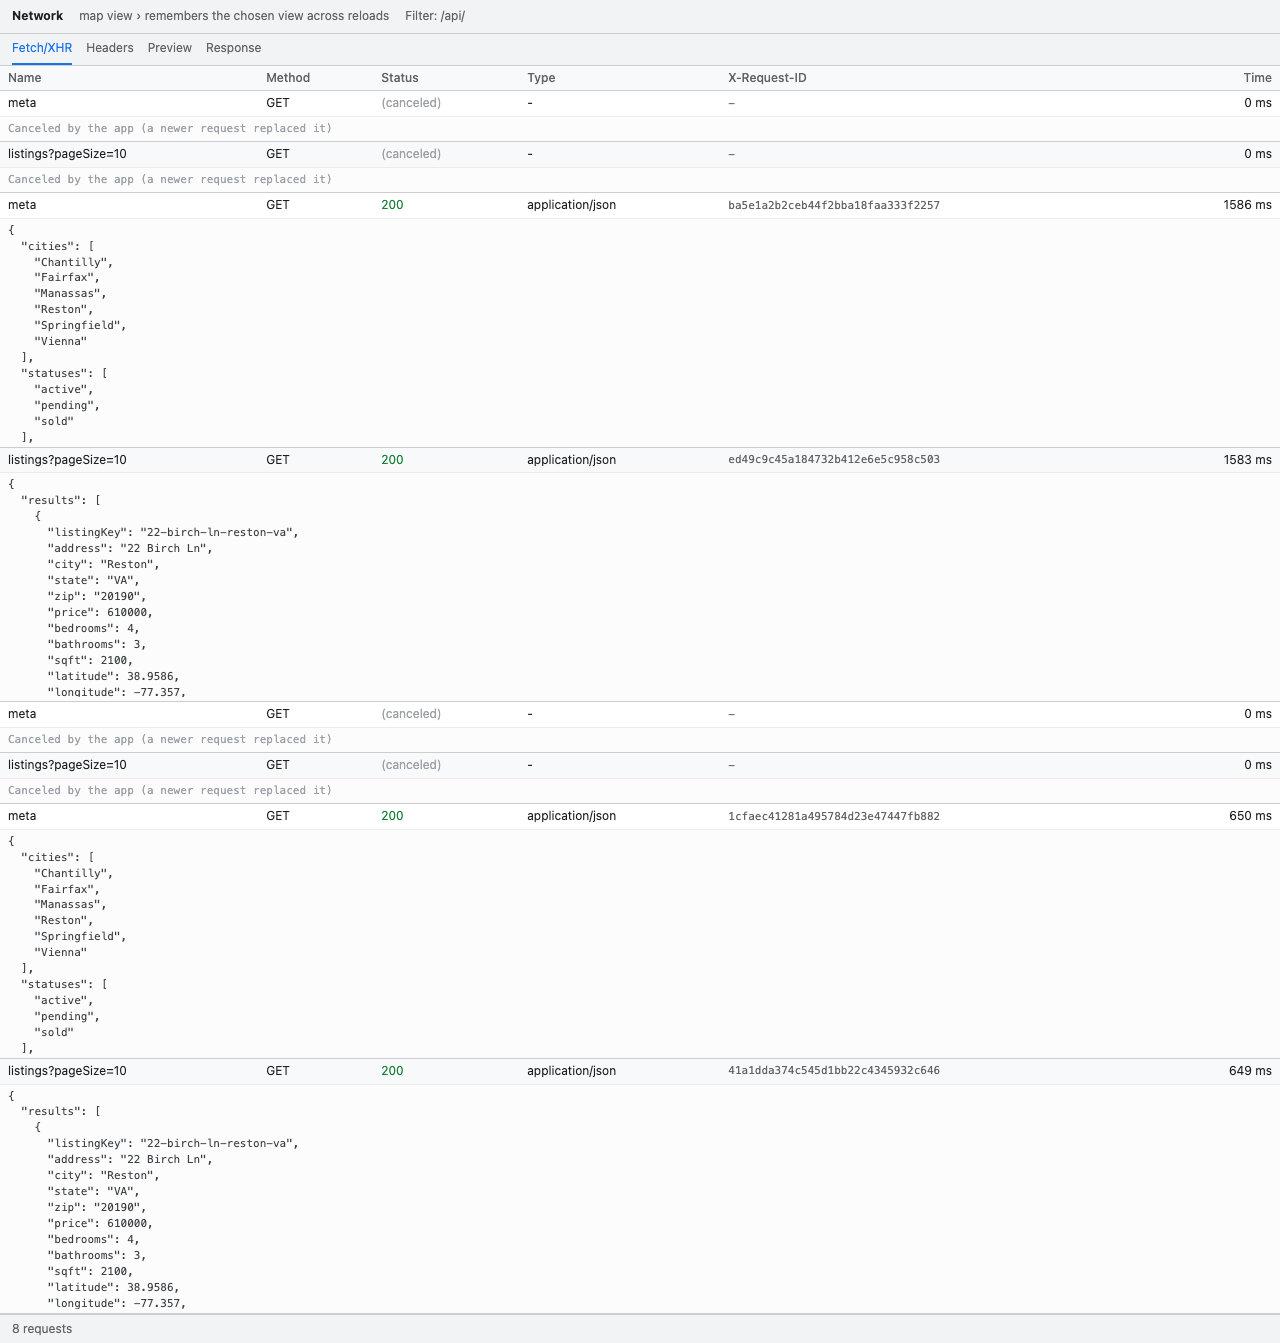 Network map view › remembers the chosen view across reloads Filter: /api/
Fetch/XHR Headers Preview Response
Name Method Status Type X-Request-ID Time
meta GET (canceled) - – 0 ms
Canceled by the app (a newer request replaced it)
listings?pageSize=10 GET (canceled) - – 0 ms
Canceled by the app (a newer request replaced it)
meta GET 200 application/json ba5e1a2b2ceb44f2bba18faa333f2257 1586 ms
{
"cities": [
"Chantilly",
"Fairfax",
"Manassas",
"Reston",
"Springfield",
"Vienna"
],
"statuses": [
"active",
"pending",
"sold"
],
listings?pageSize=10 GET 200 application/json ed49c9c45a184732b412e6e5c958c503 1583 ms
{
"results": [
{
"listingKey": "22-birch-ln-reston-va",
"address": "22 Birch Ln",
"city": "Reston",
"state": "VA",
"zip": "20190",
"price": 610000,
"bedrooms": 4,
"bathrooms": 3,
"sqft": 2100,
"latitude": 38.9586,
"longitude": -77.357,
meta GET (canceled) - – 0 ms
Canceled by the app (a newer request replaced it)
listings?pageSize=10 GET (canceled) - – 0 ms
Canceled by the app (a newer request replaced it)
meta GET 200 application/json 1cfaec41281a495784d23e47447fb882 650 ms
{
"cities": [
"Chantilly",
"Fairfax",
"Manassas",
"Reston",
"Springfield",
"Vienna"
],
"statuses": [
"active",
"pending",
"sold"
],
listings?pageSize=10 GET 200 application/json 41a1dda374c545d1bb22c4345932c646 649 ms
{
"results": [
{
"listingKey": "22-birch-ln-reston-va",
"address": "22 Birch Ln",
"city": "Reston",
"state": "VA",
"zip": "20190",
"price": 610000,
"bedrooms": 4,
"bathrooms": 3,
"sqft": 2100,
"latitude": 38.9586,
"longitude": -77.357,
8 requests